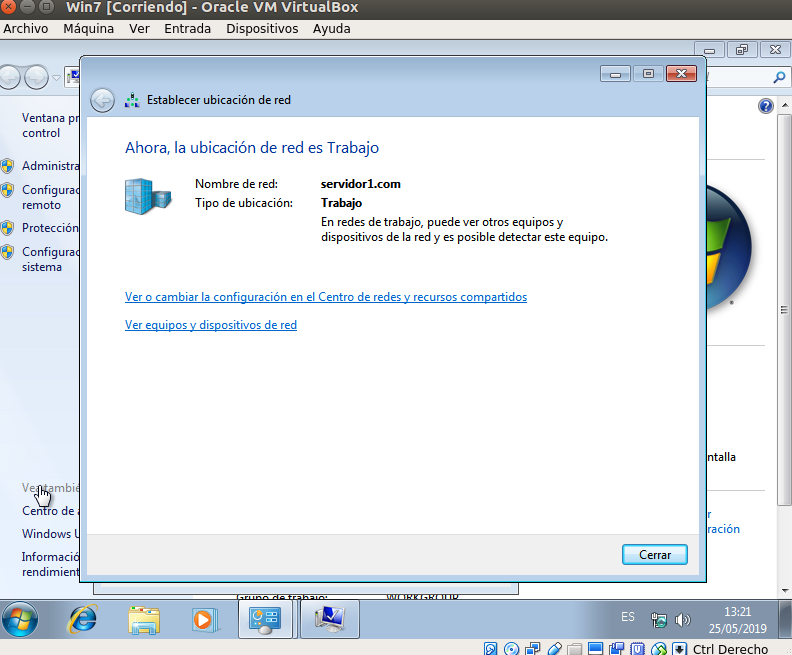 Win7 [Corriendo] - Oracle VM VirtualBox
Archivo Máquina Ver Entrada Dispositivos Ayuda
Establecer ubicación de red
Ventana pr
control
Administra
Configurac
remoto
Protección
Configurac
sistema
Ahora, la ubicación de red es Trabajo
Nombre de red: servidor1.com
Tipo de ubicación: Trabajo
En redes de trabajo, puede ver otros equipos y
dispositivos de la red y es posible detectar este equipo.
Ver o cambiar la configuración en el Centro de redes y recursos compartidos
Ver equipos y dispositivos de red
ntalla
Vea también
Centro de a
r
ración
Windows U
Informació
rendimient
Cerrar
Grupo de trabajo: WORKGROUP
ES
13:21
25/05/2019
Ctrl Derecho